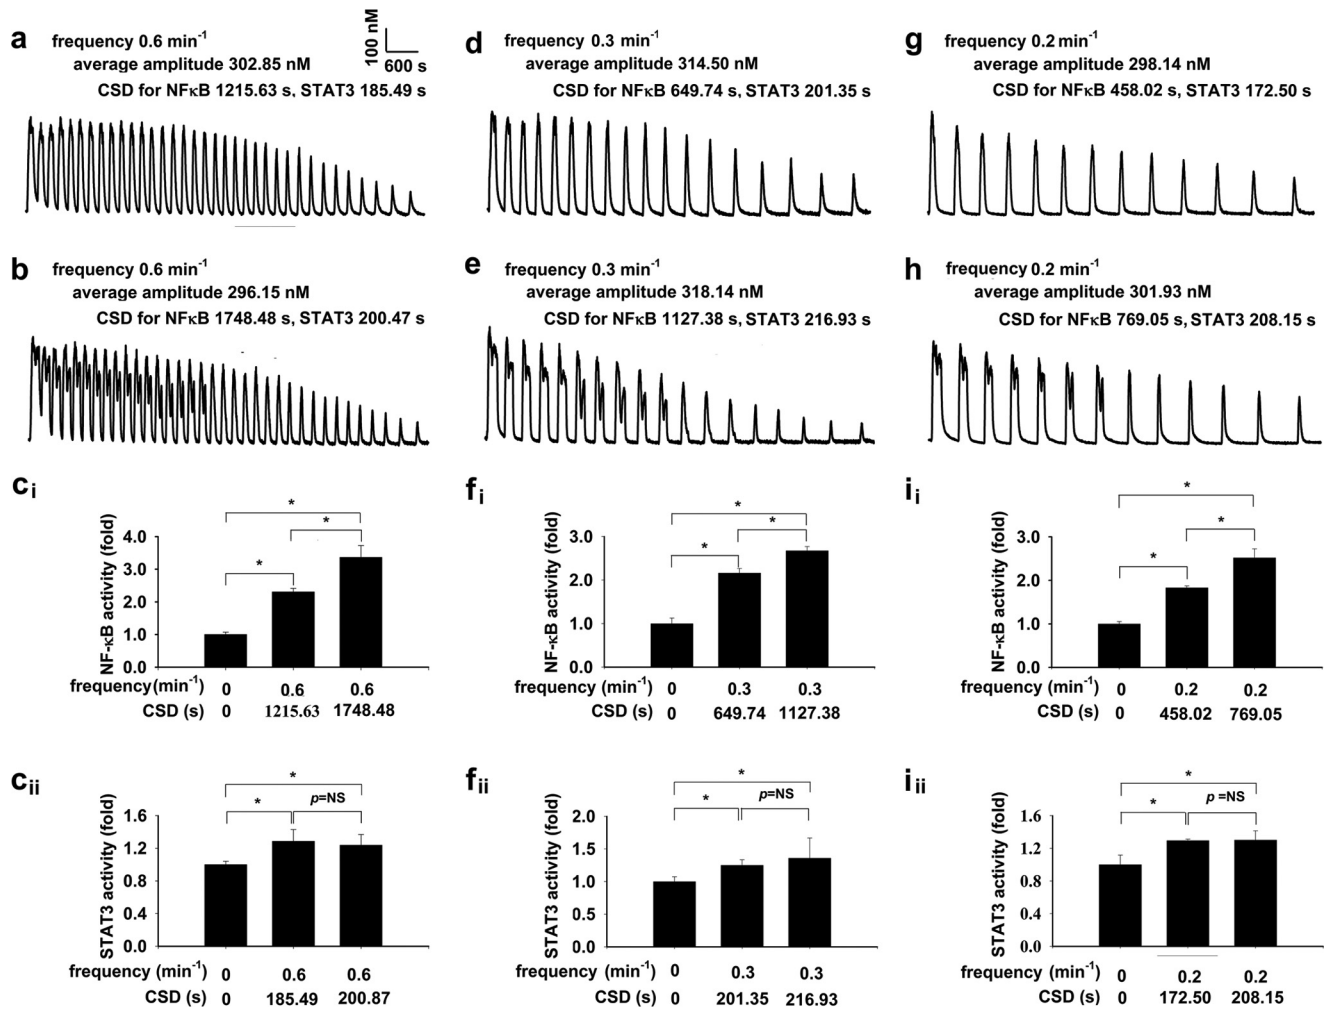 a frequency 0.6 min⁻¹
average amplitude 302.85 nM
CSD for NFκB 1215.63 s, STAT3 185.49 s
100 nM
600 s
d frequency 0.3 min⁻¹
average amplitude 314.50 nM
CSD for NFκB 649.74 s, STAT3 201.35 s
g frequency 0.2 min⁻¹
average amplitude 298.14 nM
CSD for NFκB 458.02 s, STAT3 172.50 s
b frequency 0.6 min⁻¹
average amplitude 296.15 nM
CSD for NFκB 1748.48 s, STAT3 200.47 s
e frequency 0.3 min⁻¹
average amplitude 318.14 nM
CSD for NFκB 1127.38 s, STAT3 216.93 s
h frequency 0.2 min⁻¹
average amplitude 301.93 nM
CSD for NFκB 769.05 s, STAT3 208.15 s
c i
NF-κB activity (fold)
4.0
3.0
2.0
1.0
0.0
*
*
*
frequency(min⁻¹) 0 0.6 0.6
CSD (s) 0 1215.63 1748.48
f i
NF-κB activity (fold)
3.0
2.0
1.0
0.0
*
*
*
frequency (min⁻¹) 0 0.3 0.3
CSD (s) 0 649.74 1127.38
i i
NF-κB activity (fold)
3.0
2.0
1.0
0.0
*
*
*
frequency (min⁻¹) 0 0.2 0.2
CSD (s) 0 458.02 769.05
c ii
STAT3 activity (fold)
1.6
1.2
0.8
0.4
0.0
*
*
p=NS
frequency (min⁻¹) 0 0.6 0.6
CSD (s) 0 185.49 200.87
f ii
STAT3 activity (fold)
2.0
1.5
1.0
0.5
0.0
*
*
p=NS
frequency (min⁻¹) 0 0.3 0.3
CSD (s) 0 201.35 216.93
i ii
STAT3 activity (fold)
1.6
1.2
0.8
0.4
0.0
*
*
p =NS
frequency (min⁻¹) 0 0.2 0.2
CSD (s) 0 172.50 208.15